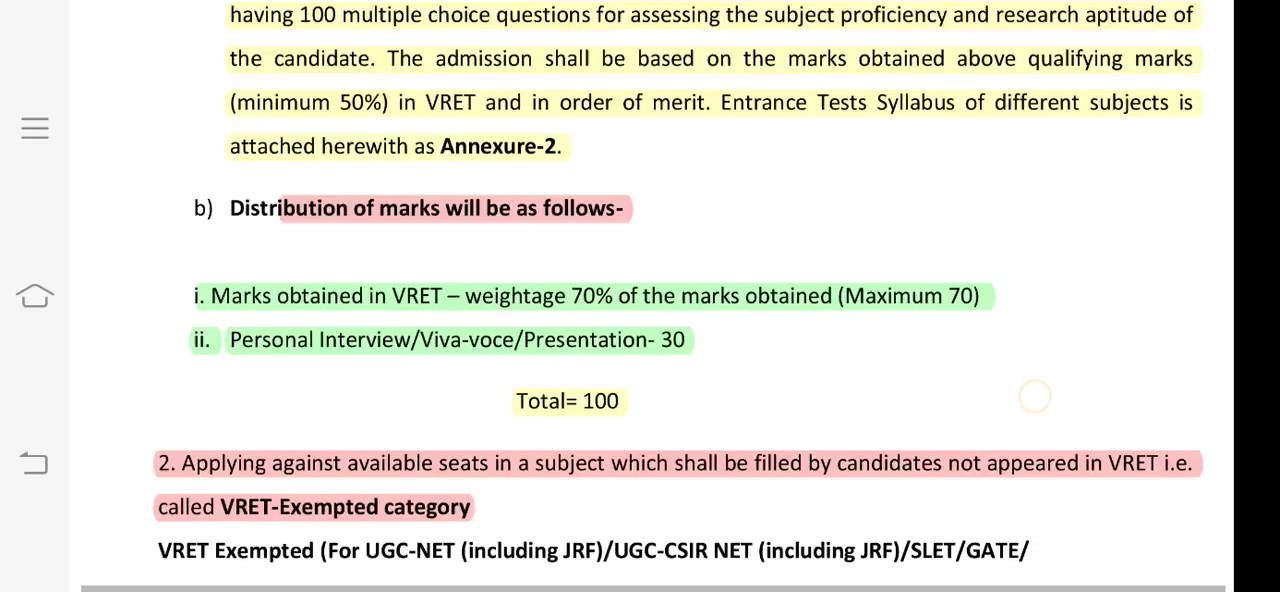 having 100 multiple choice questions for assessing the subject proficiency and research aptitude of
the candidate. The admission shall be based on the marks obtained above qualifying marks
(minimum 50%) in VRET and in order of merit. Entrance Tests Syllabus of different subjects is
attached herewith as Annexure-2.
b) Distribution of marks will be as follows-
i. Marks obtained in VRET – weightage 70% of the marks obtained (Maximum 70)
ii. Personal Interview/Viva-voce/Presentation- 30
Total= 100
2. Applying against available seats in a subject which shall be filled by candidates not appeared in VRET i.e.
called VRET-Exempted category
VRET Exempted (For UGC-NET (including JRF)/UGC-CSIR NET (including JRF)/SLET/GATE/